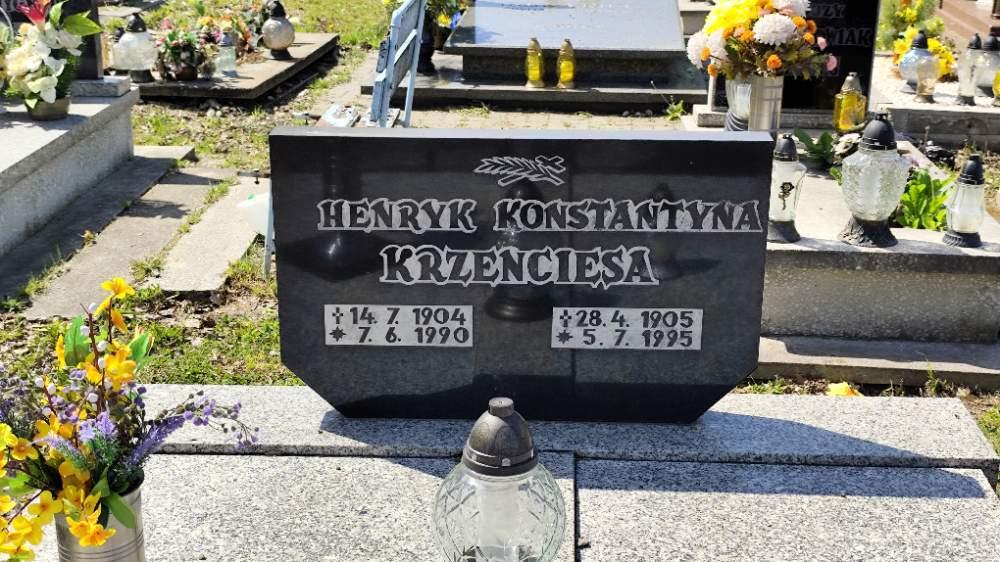 HENRYK KONSTANTYNA
KRZENCIESA
✝ 14. 7. 1904
✴ 7. 6. 1990
✝ 28. 4. 1905
✴ 5. 7. 1995